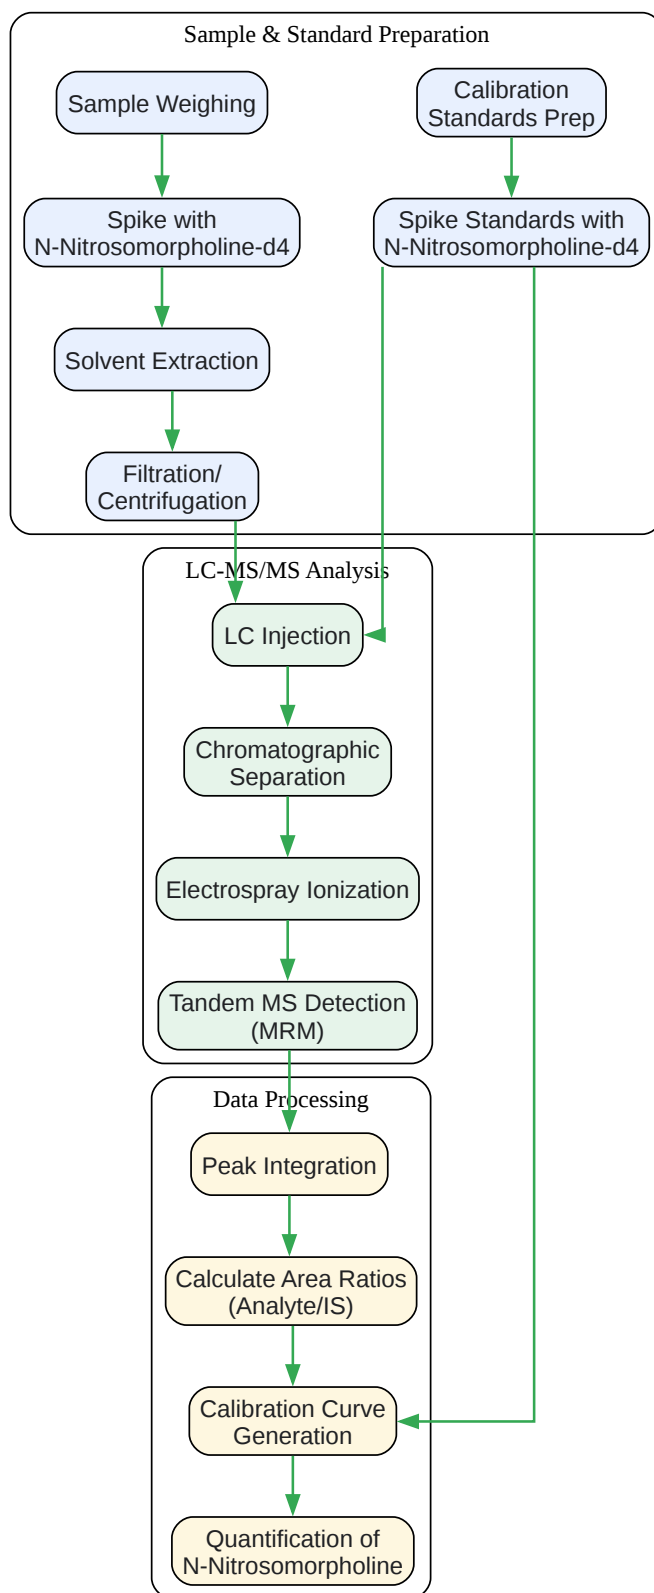 Sample & Standard Preparation
Sample Weighing
Calibration
Standards Prep
Spike with
N-Nitrosomorpholine-d4
Spike Standards with
N-Nitrosomorpholine-d4
Solvent Extraction
Filtration/
Centrifugation
LC-MS/MS Analysis
LC Injection
Chromatographic
Separation
Electrospray Ionization
Tandem MS Detection
(MRM)
Data Processing
Peak Integration
Calculate Area Ratios
(Analyte/IS)
Calibration Curve
Generation
Quantification of
N-Nitrosomorpholine